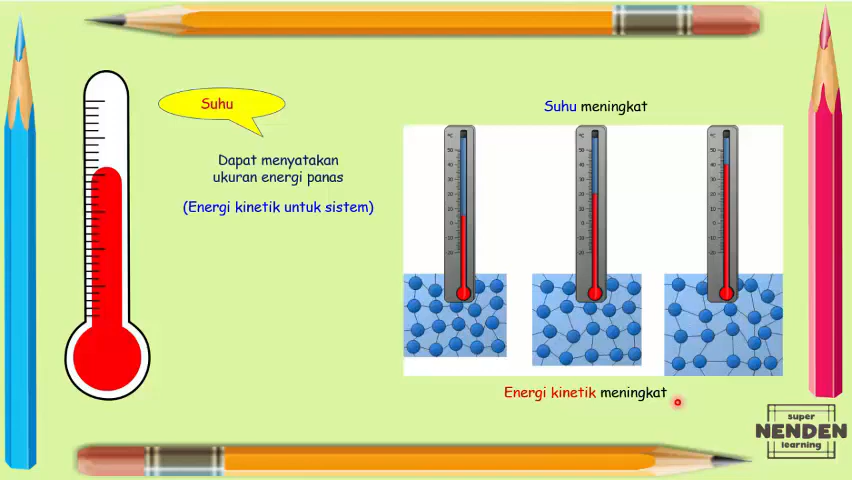 Suhu
Dapat menyatakan
ukuran energi panas
(Energi kinetik untuk sistem)
Suhu meningkat
Energi kinetik meningkat
super
NENDEN
learning